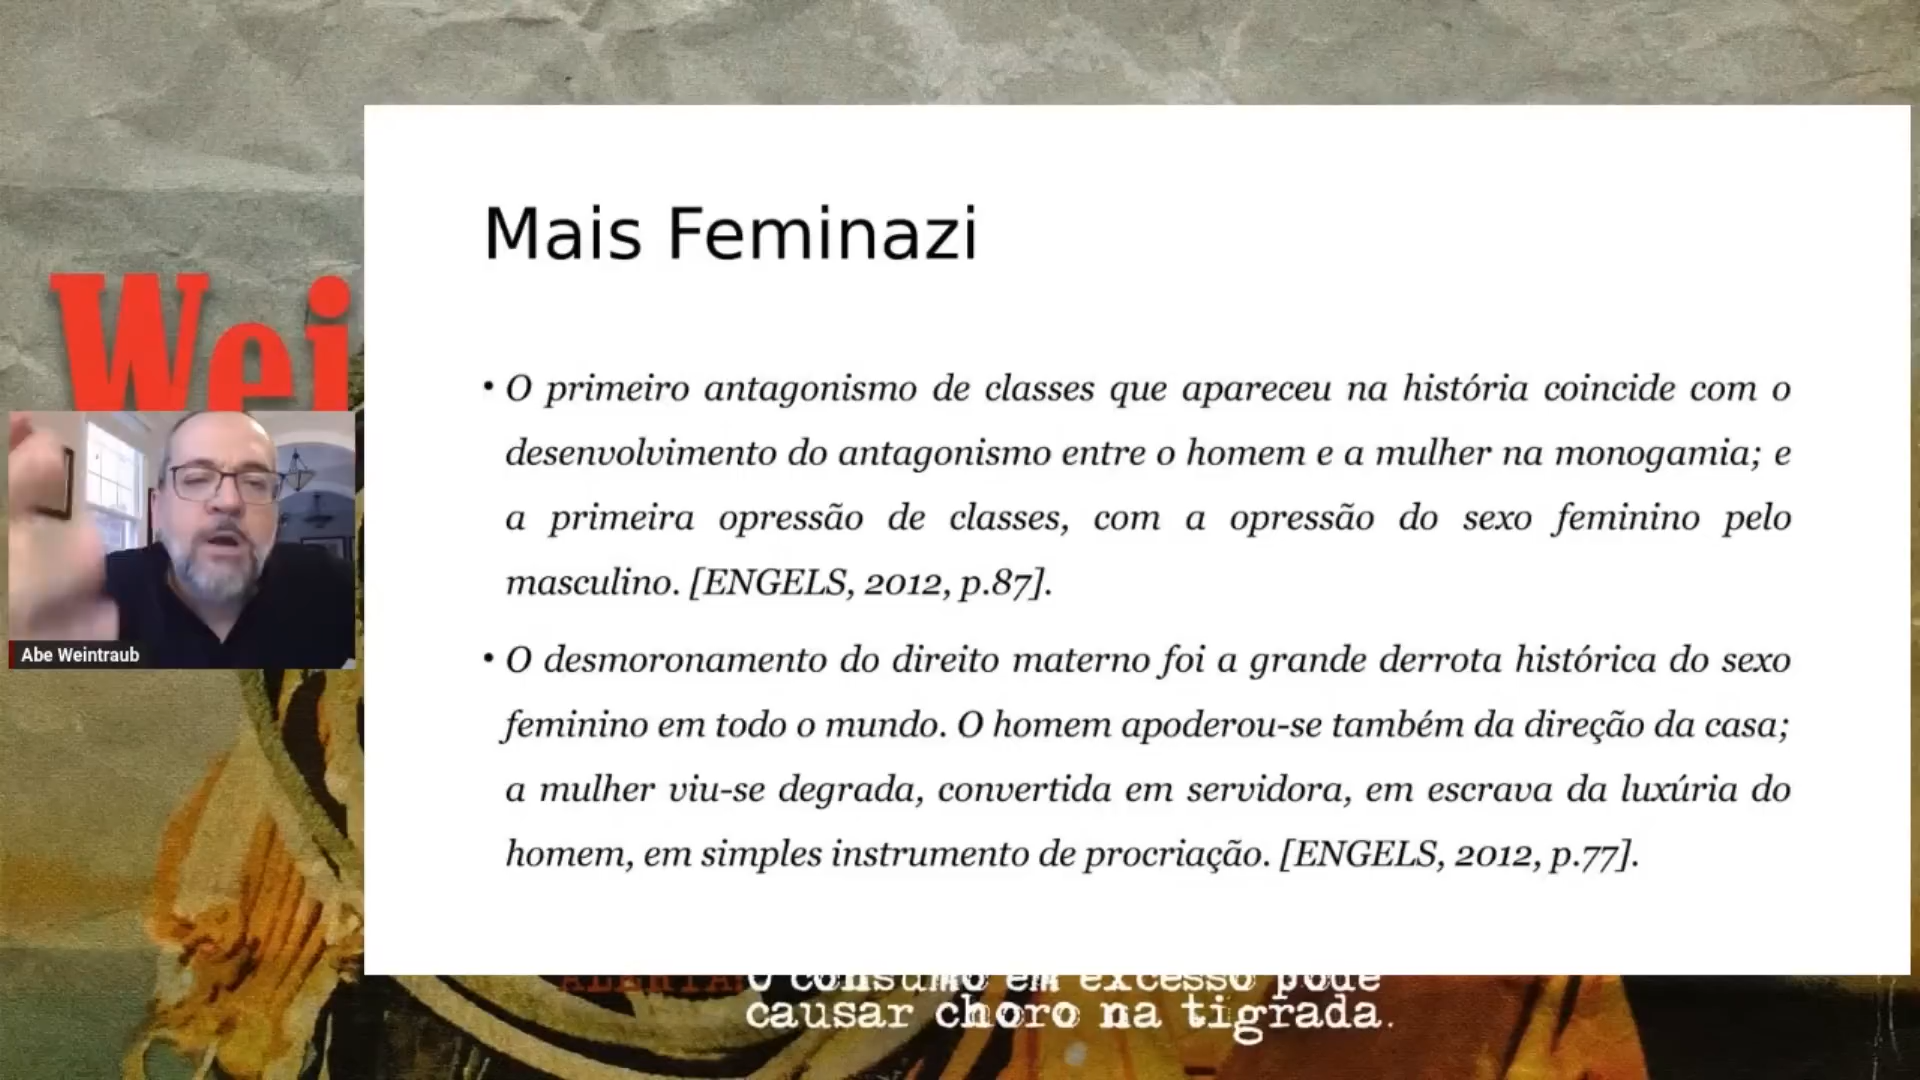 Mais Feminazi
Wei
• O primeiro antagonismo de classes que apareceu na história coincide com o
desenvolvimento do antagonismo entre o homem e a mulher na monogamia; e
a primeira opressão de classes, com a opressão do sexo feminino pelo
masculino. [ENGELS, 2012, p.87].
Abe Weintraub
• O desmoronamento do direito materno foi a grande derrota histórica do sexo
feminino em todo o mundo. O homem apoderou-se também da direção da casa;
a mulher viu-se degrada, convertida em servidora, em escrava da luxúria do
homem, em simples instrumento de procriação. [ENGELS, 2012, p.77].
ALERTA: O consumo em excesso pode
causar choro na tigrada.